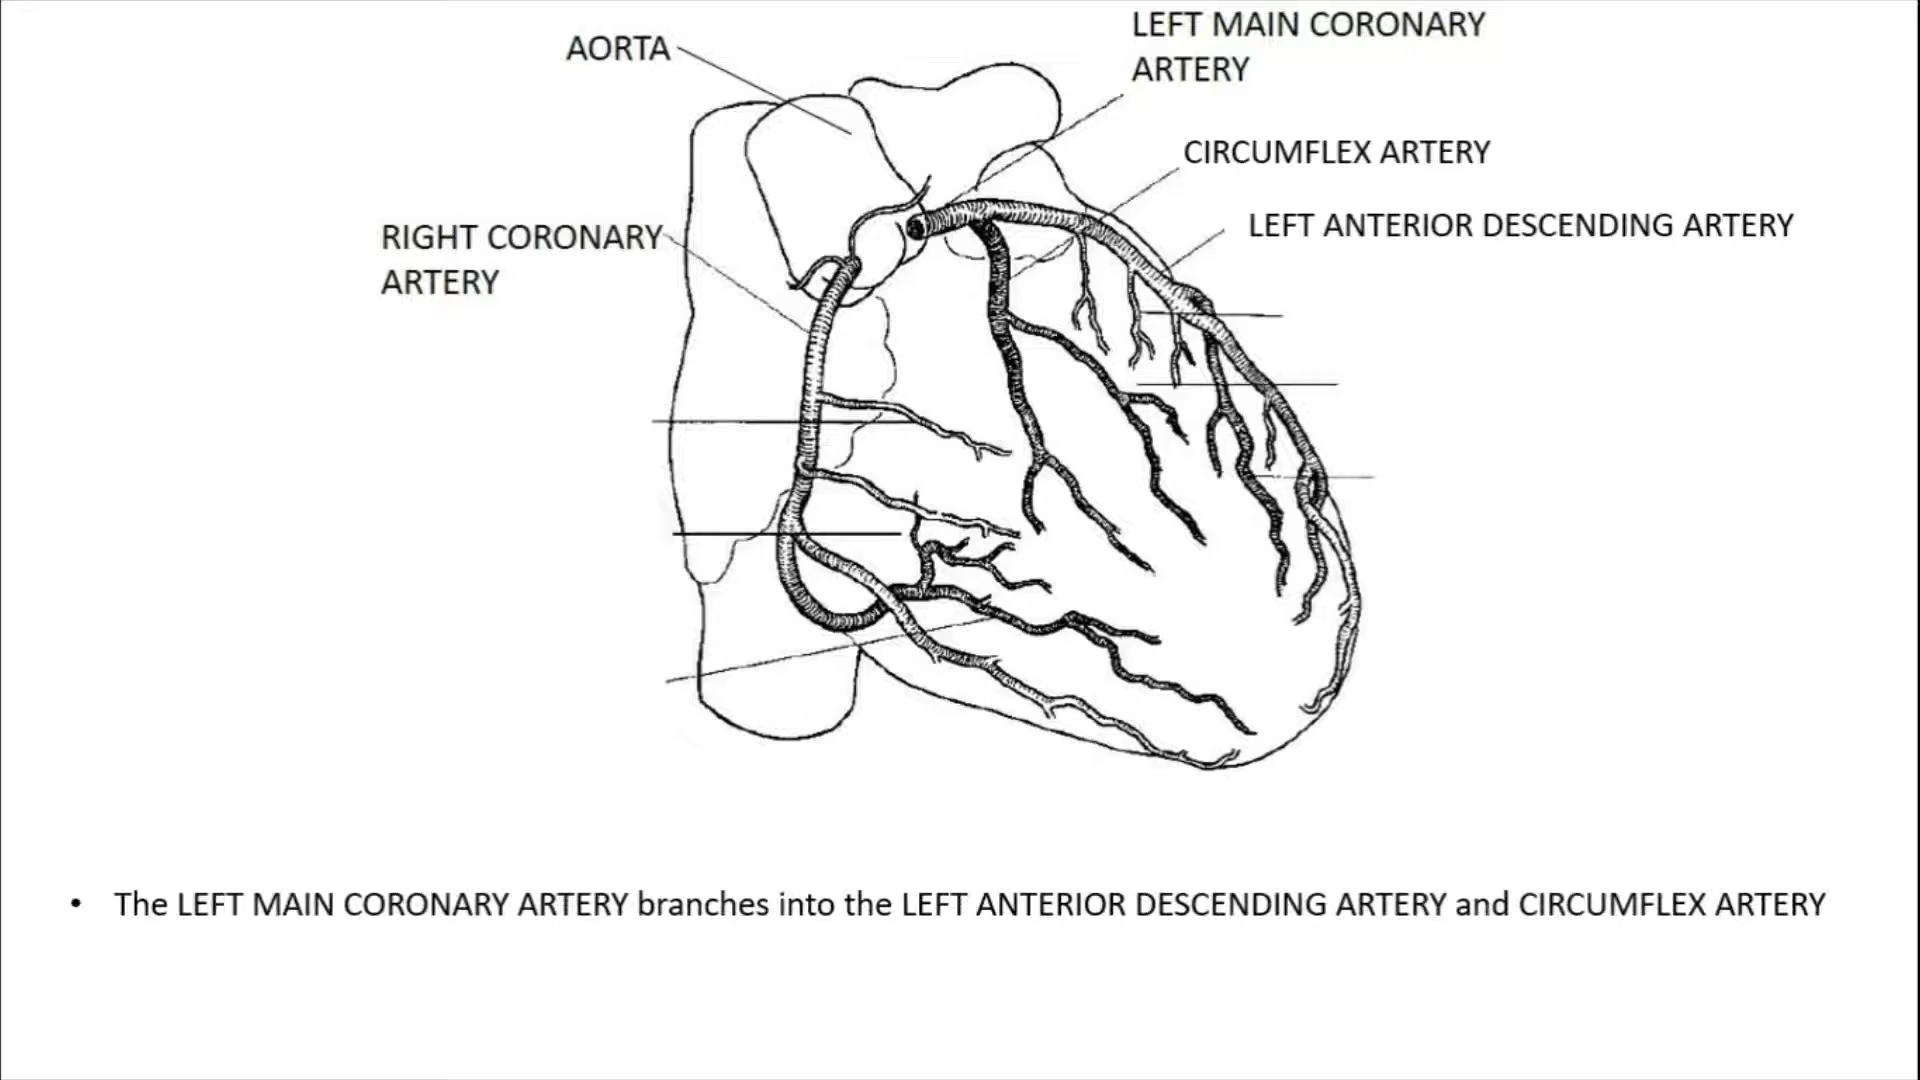 AORTA
LEFT MAIN CORONARY
ARTERY
CIRCUMFLEX ARTERY
LEFT ANTERIOR DESCENDING ARTERY
RIGHT CORONARY
ARTERY
• The LEFT MAIN CORONARY ARTERY branches into the LEFT ANTERIOR DESCENDING ARTERY and CIRCUMFLEX ARTERY